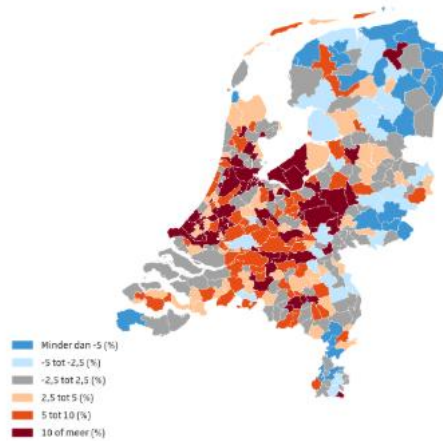 Minder dan -5 (%)
-5 tot -2,5 (%)
-2,5 tot 2,5 (%)
2,5 tot 5 (%)
5 tot 10 (%)
10 of meer (%)